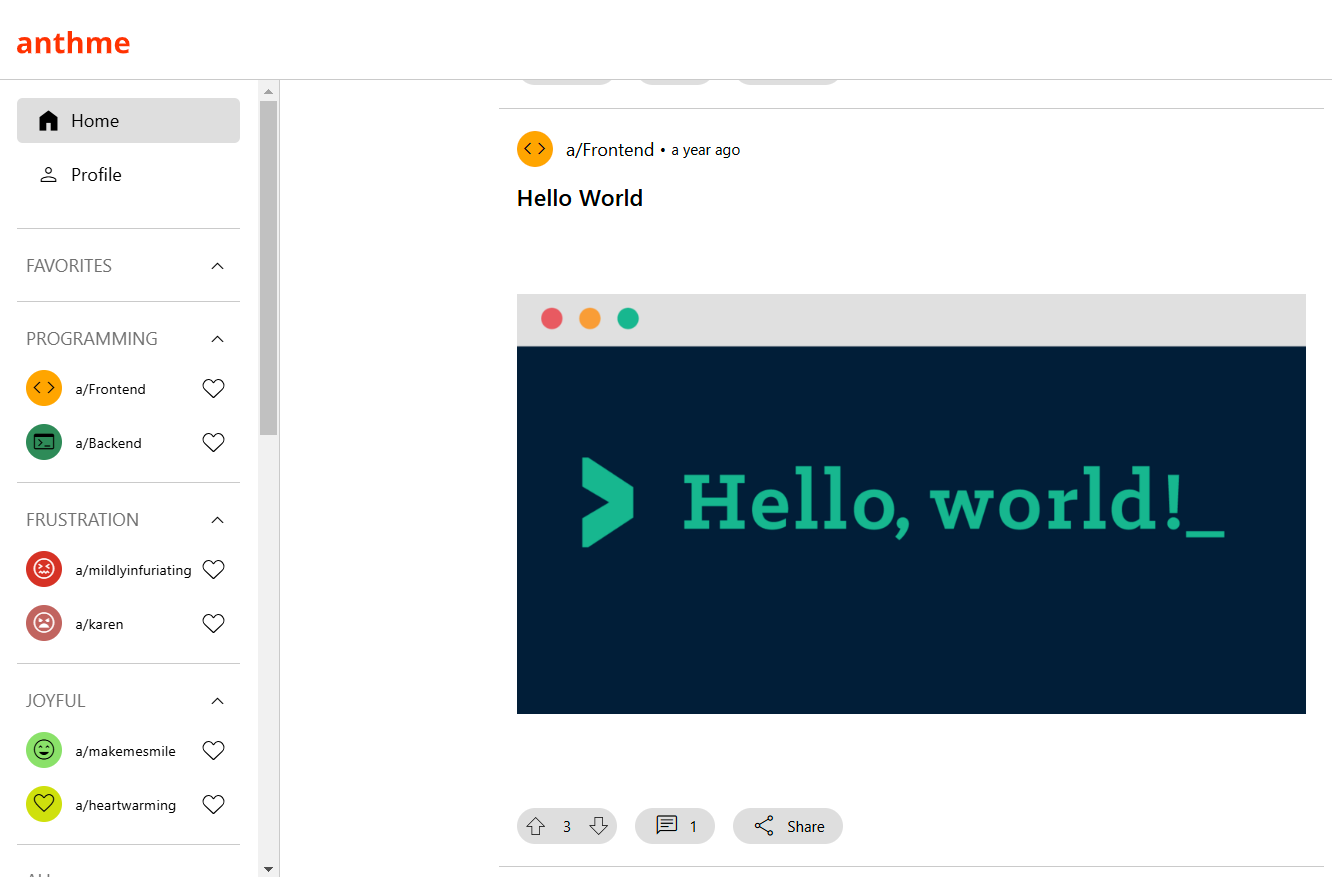 anthme
Home
Profile
FAVORITES
PROGRAMMING
a/Frontend
a/Backend
FRUSTRATION
a/mildlyinfuriating
a/karen
JOYFUL
a/makemesmile
a/heartwarming
a/Frontend • a year ago
Hello World
> Hello, world!_
3
1
Share